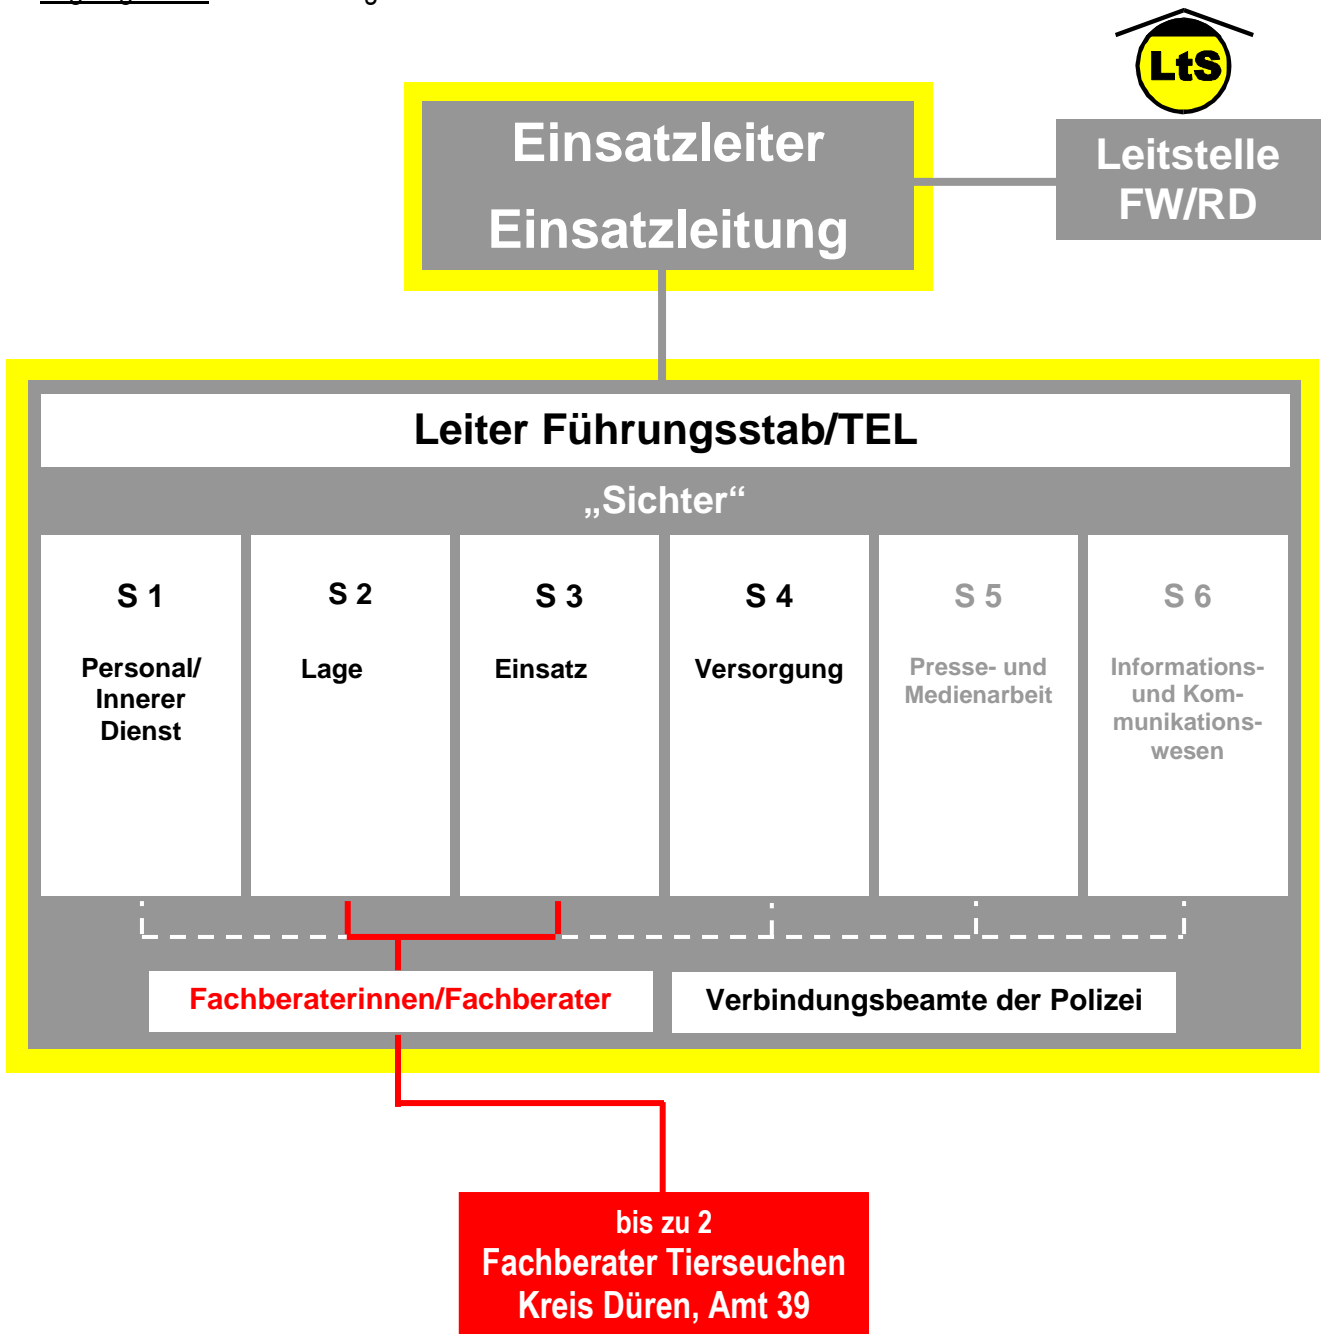 LtS
Einsatzleiter
Einsatzleitung
Leitstelle
FW/RD
Leiter Führungsstab/TEL
„Sichter“
S 1
Personal/
Innerer
Dienst
S 2
Lage
S 3
Einsatz
S 4
Versorgung
S 5
Presse- und
Medienarbeit
S 6
Informations-
und Kom-
munikations-
wesen
Fachberaterinnen/Fachberater
Verbindungsbeamte der Polizei
bis zu 2
Fachberater Tierseuchen
Kreis Düren, Amt 39